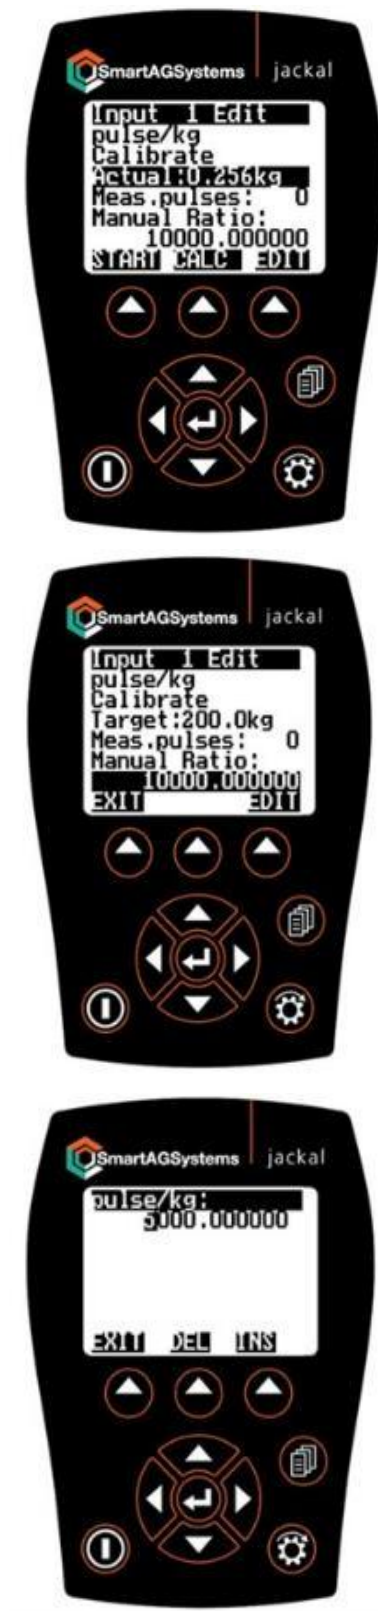 SmartAGSystems jackal
Input 1 Edit
pulse/kg
Calibrate
Actual:0.256kg
Meas.pulses: 0
Manual Ratio:
10000.000000
START CALC EDIT
SmartAGSystems jackal
Input 1 Edit
pulse/kg
Calibrate
Target:200.0kg
Meas.pulses: 0
Manual Ratio:
10000.000000
EXIT EDIT
SmartAGSystems jackal
pulse/kg:
5000.000000
EXIT DEL INS